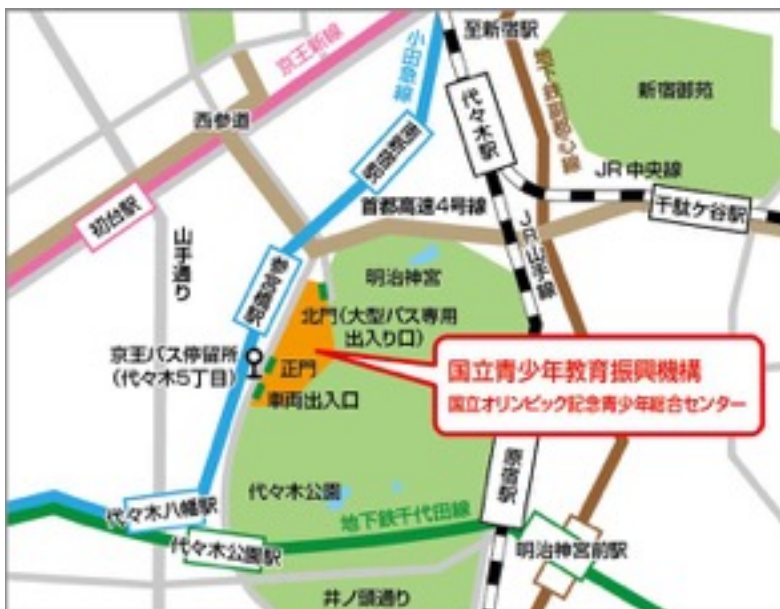 至新宿駅
京王新線
小田急線
新宿御苑
代々木駅
西参道
南新宿駅
JR中央線
千駄ヶ谷駅
首都高速4号線
初台駅
山手通り
JR山手線
参宮橋駅
明治神宮
北門(大型バス専用
出入り口)
京王バス停留所
(代々木5丁目)
正門
車両出入口
国立青少年教育振興機構
国立オリンピック記念青少年総合センター
原宿駅
代々木公園
代々木八幡駅
地下鉄千代田線
代々木公園駅
明治神宮前駅
井ノ頭通り